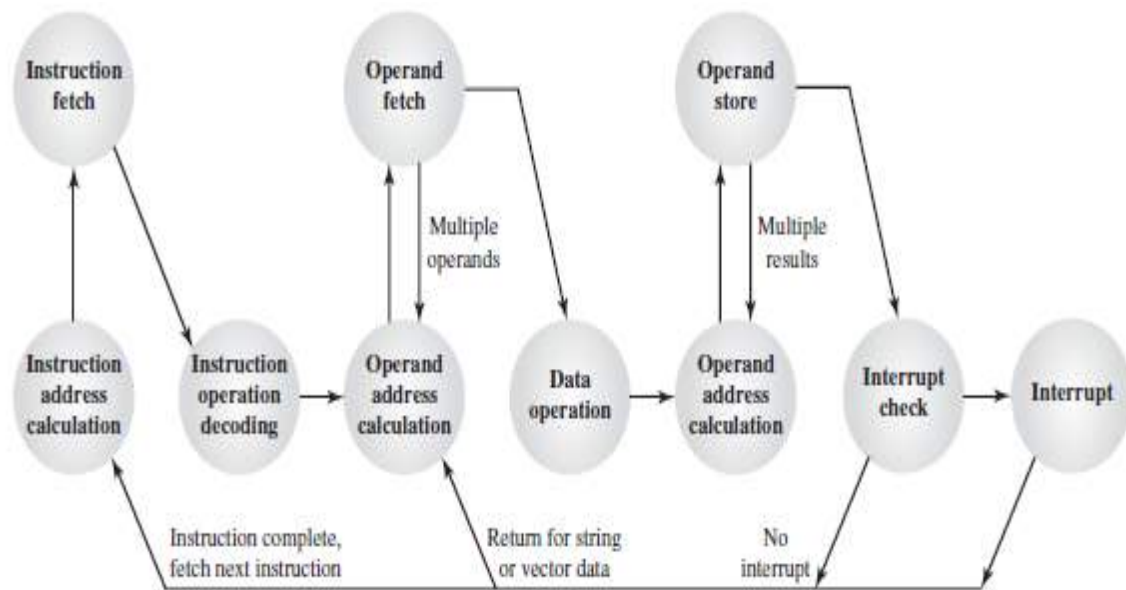 Instruction
fetch
Operand
fetch
Operand
store
Multiple
operands
Multiple
results
Instruction
address
calculation
Instruction
operation
decoding
Operand
address
calculation
Data
operation
Operand
address
calculation
Interrupt
check
Interrupt
Instruction complete,
fetch next instruction
Return for string
or vector data
No
interrupt